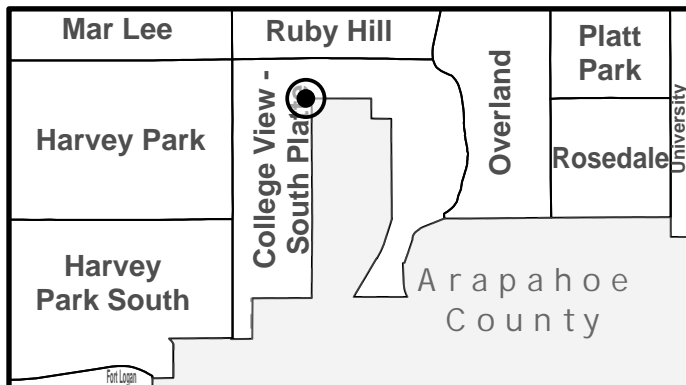 Mar Lee
Ruby Hill
Platt
Park
Overland
University
Harvey Park
College View -
South Platte
Rosedale
Harvey
Park South
Arapahoe
County
Fort Logan